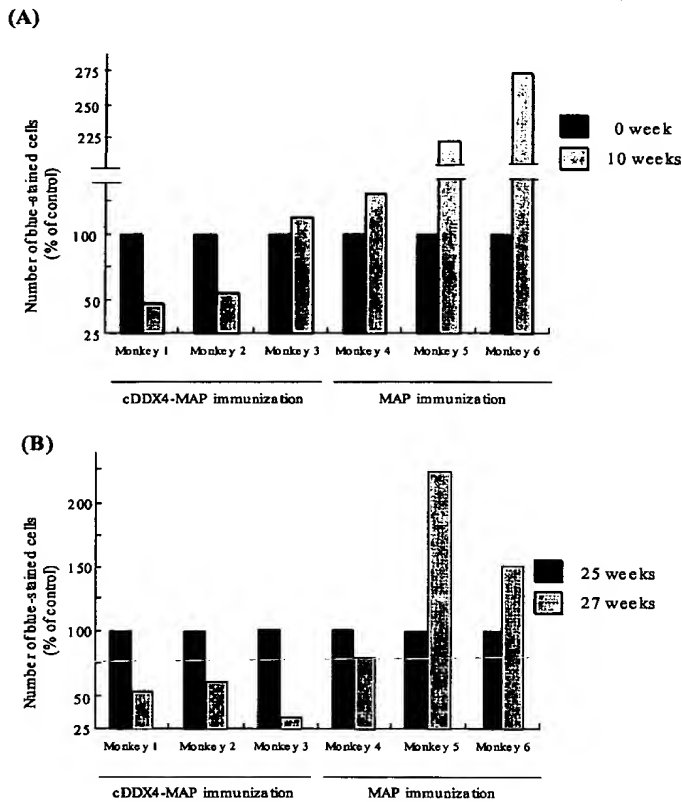 (A)
Number of blue-stained cells
(% of control)
275
250
225
100
50
25
0 week
10 weeks
Monkey 1
Monkey 2
Monkey 3
Monkey 4
Monkey 5
Monkey 6
cDDX4-MAP immunization
MAP immunization
(B)
Number of blue-stained cells
(% of control)
200
150
100
50
25
25 weeks
27 weeks
Monkey 1
Monkey 2
Monkey 3
Monkey 4
Monkey 5
Monkey 6
cDDX4-MAP immunization
MAP immunization